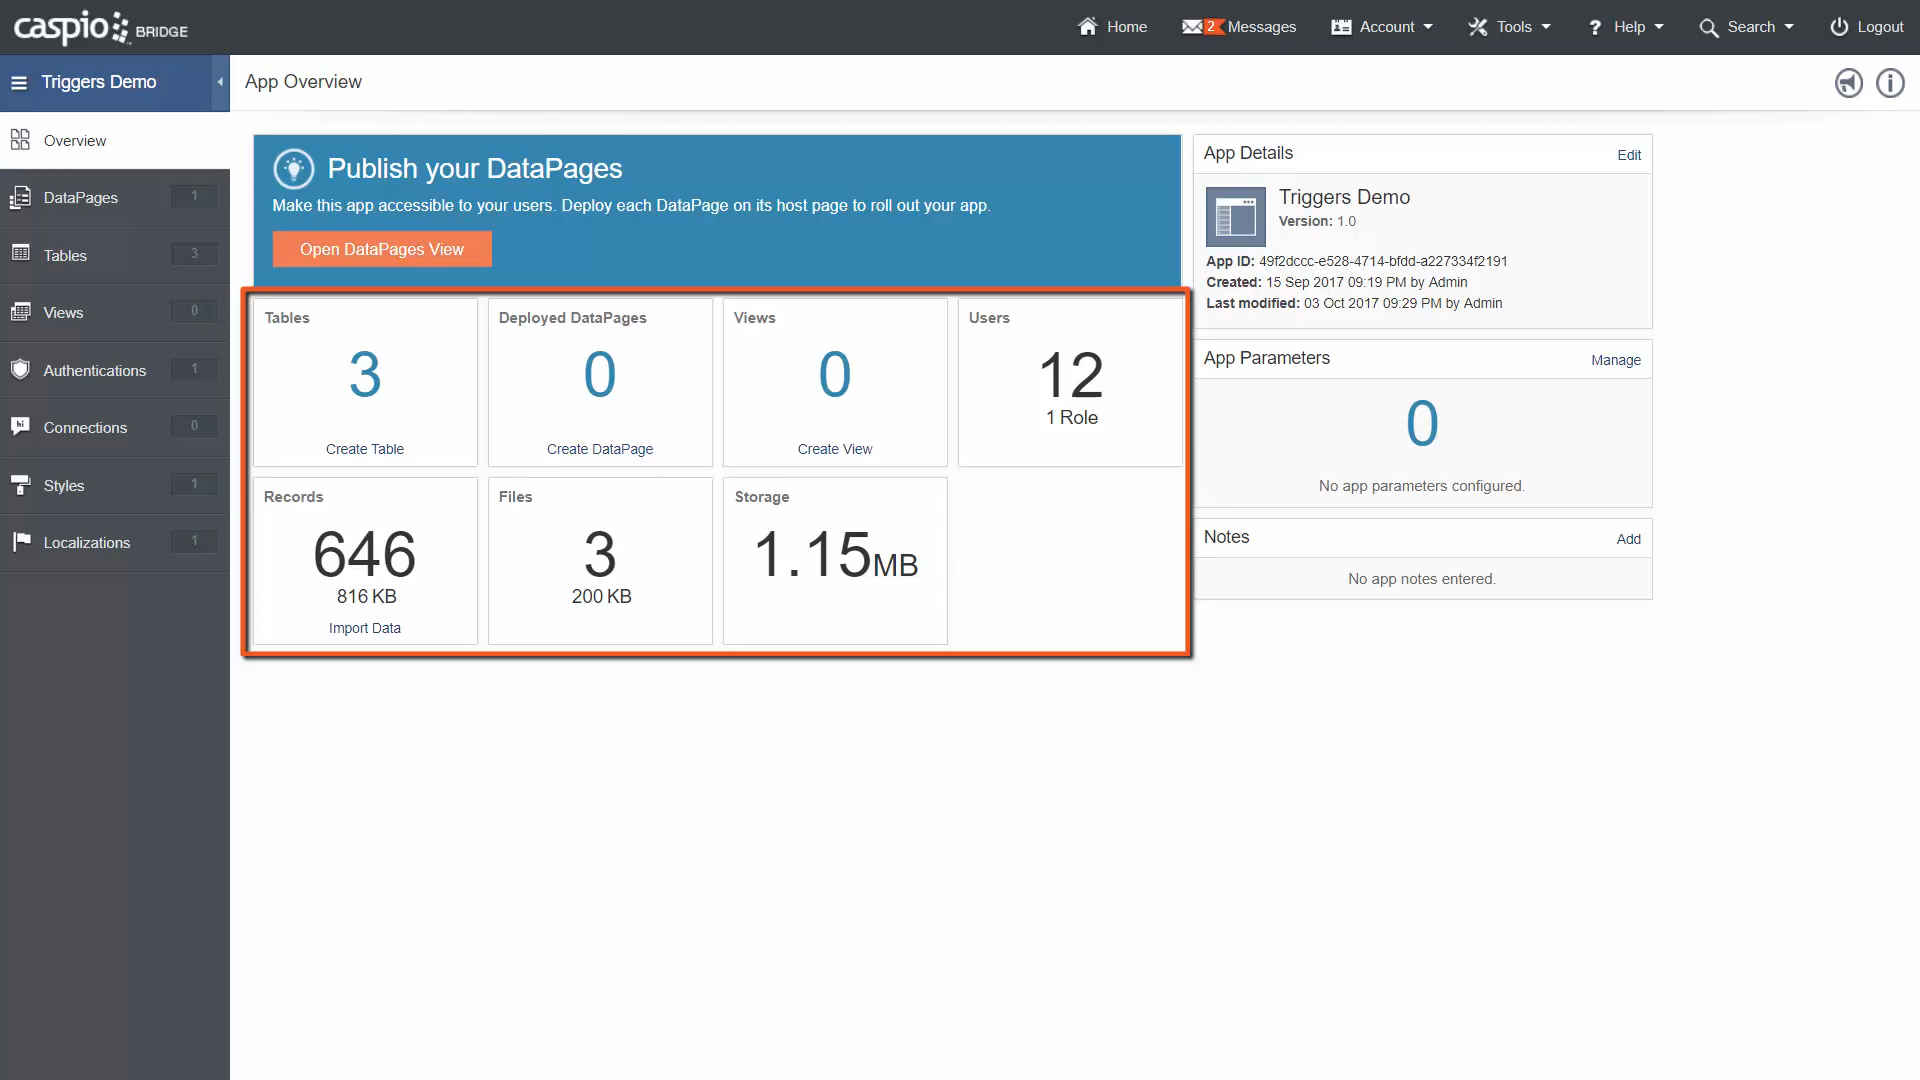 caspio BRIDGE
Home
2 Messages
Account
Tools
? Help
Search
Logout
Triggers Demo
App Overview
Overview
DataPages 1
Tables 3
Views 0
Authentications 1
hi Connections 0
Styles 1
Localizations 1
Publish your DataPages
Make this app accessible to your users. Deploy each DataPage on its host page to roll out your app.
Open DataPages View
Tables
3
Create Table
Deployed DataPages
0
Create DataPage
Views
0
Create View
Users
12
1 Role
Records
646
816 KB
Import Data
Files
3
200 KB
Storage
1.15MB
App Details
Edit
Triggers Demo
Version: 1.0
App ID: 49f2dccc-e528-4714-bfdd-a227334f2191
Created: 15 Sep 2017 09:19 PM by Admin
Last modified: 03 Oct 2017 09:29 PM by Admin
App Parameters
Manage
0
No app parameters configured.
Notes
Add
No app notes entered.